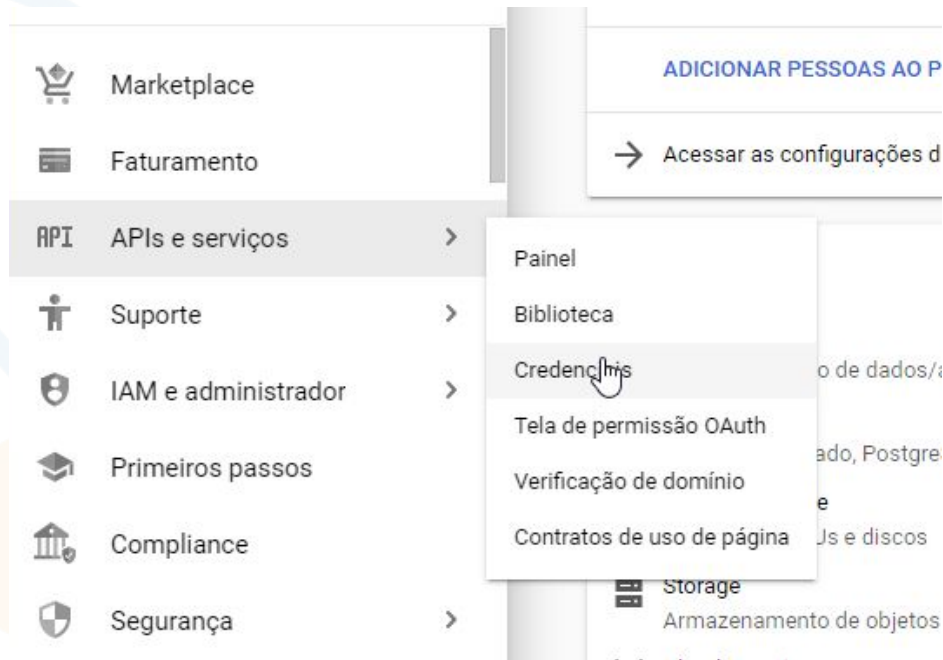 Marketplace
Faturamento
API APIs e serviços
Suporte
IAM e administrador
Primeiros passos
Compliance
Segurança
Painel
Biblioteca
Credenciais
Tela de permissão OAuth
Verificação de domínio
Contratos de uso de página
ADICIONAR PESSOAS AO P
Acessar as configurações d
o de dados/a
ado, Postgre
e
Us e discos
Storage
Armazenamento de objetos